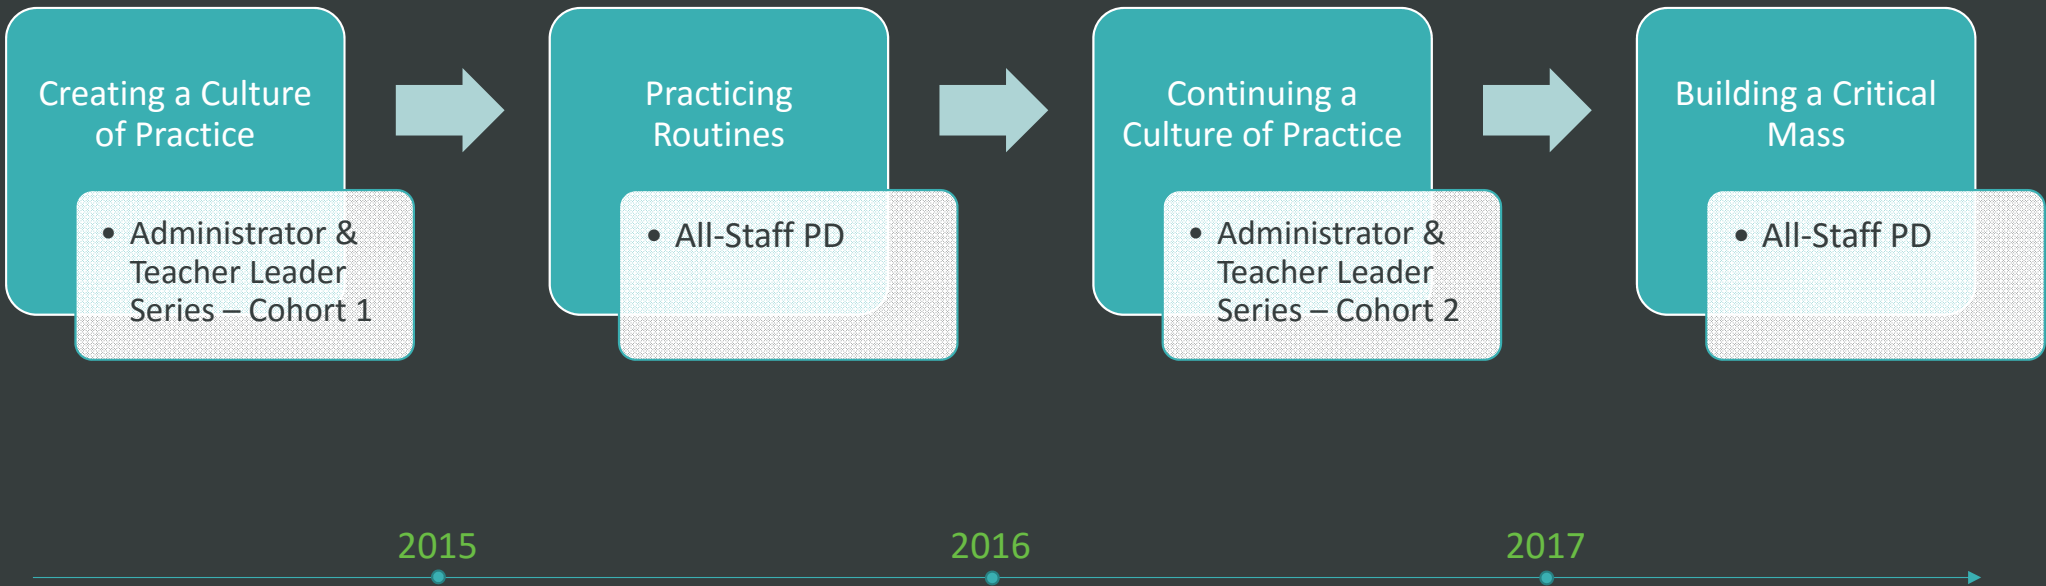 Creating a Culture
of Practice
• Administrator &
Teacher Leader
Series – Cohort 1
Practicing
Routines
• All-Staff PD
Continuing a
Culture of Practice
• Administrator &
Teacher Leader
Series – Cohort 2
Building a Critical
Mass
• All-Staff PD
2015
2016
2017